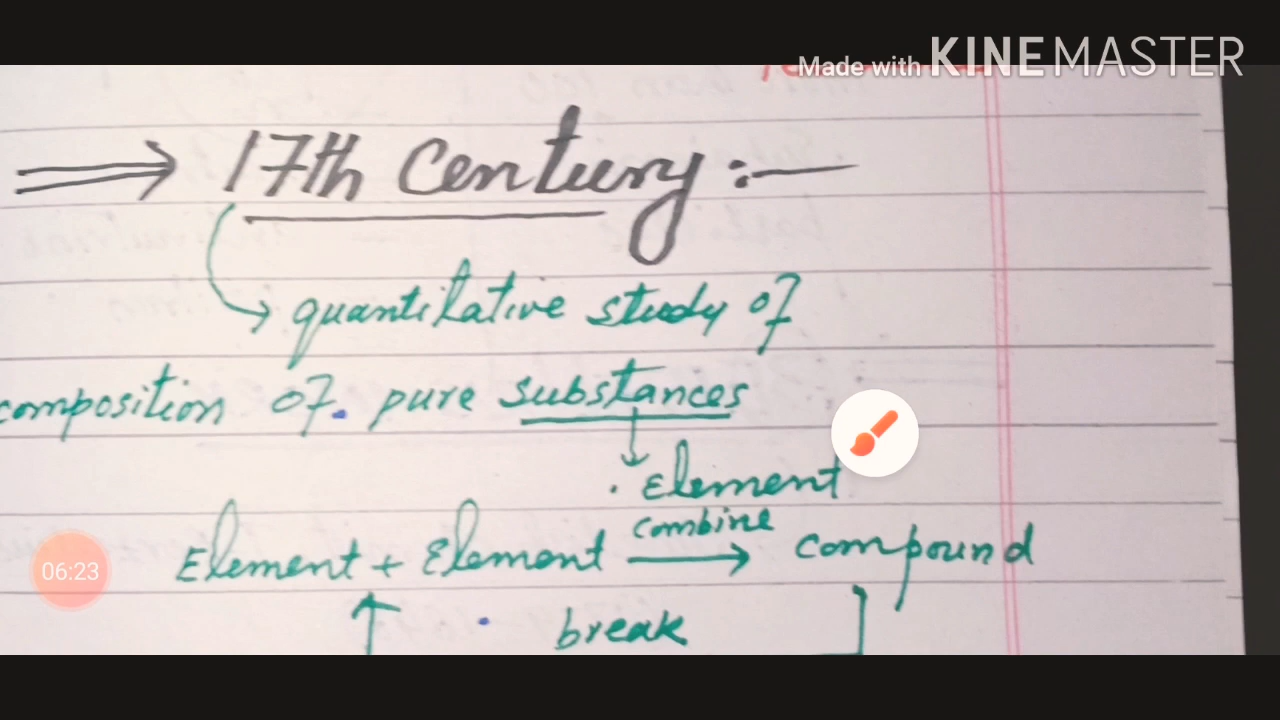 Made with KINEMASTER
⟹ 17th Century :—
→ quantitative study of
composition of pure substances
↓
Element
combine
Element + Element → compound
06:23
break